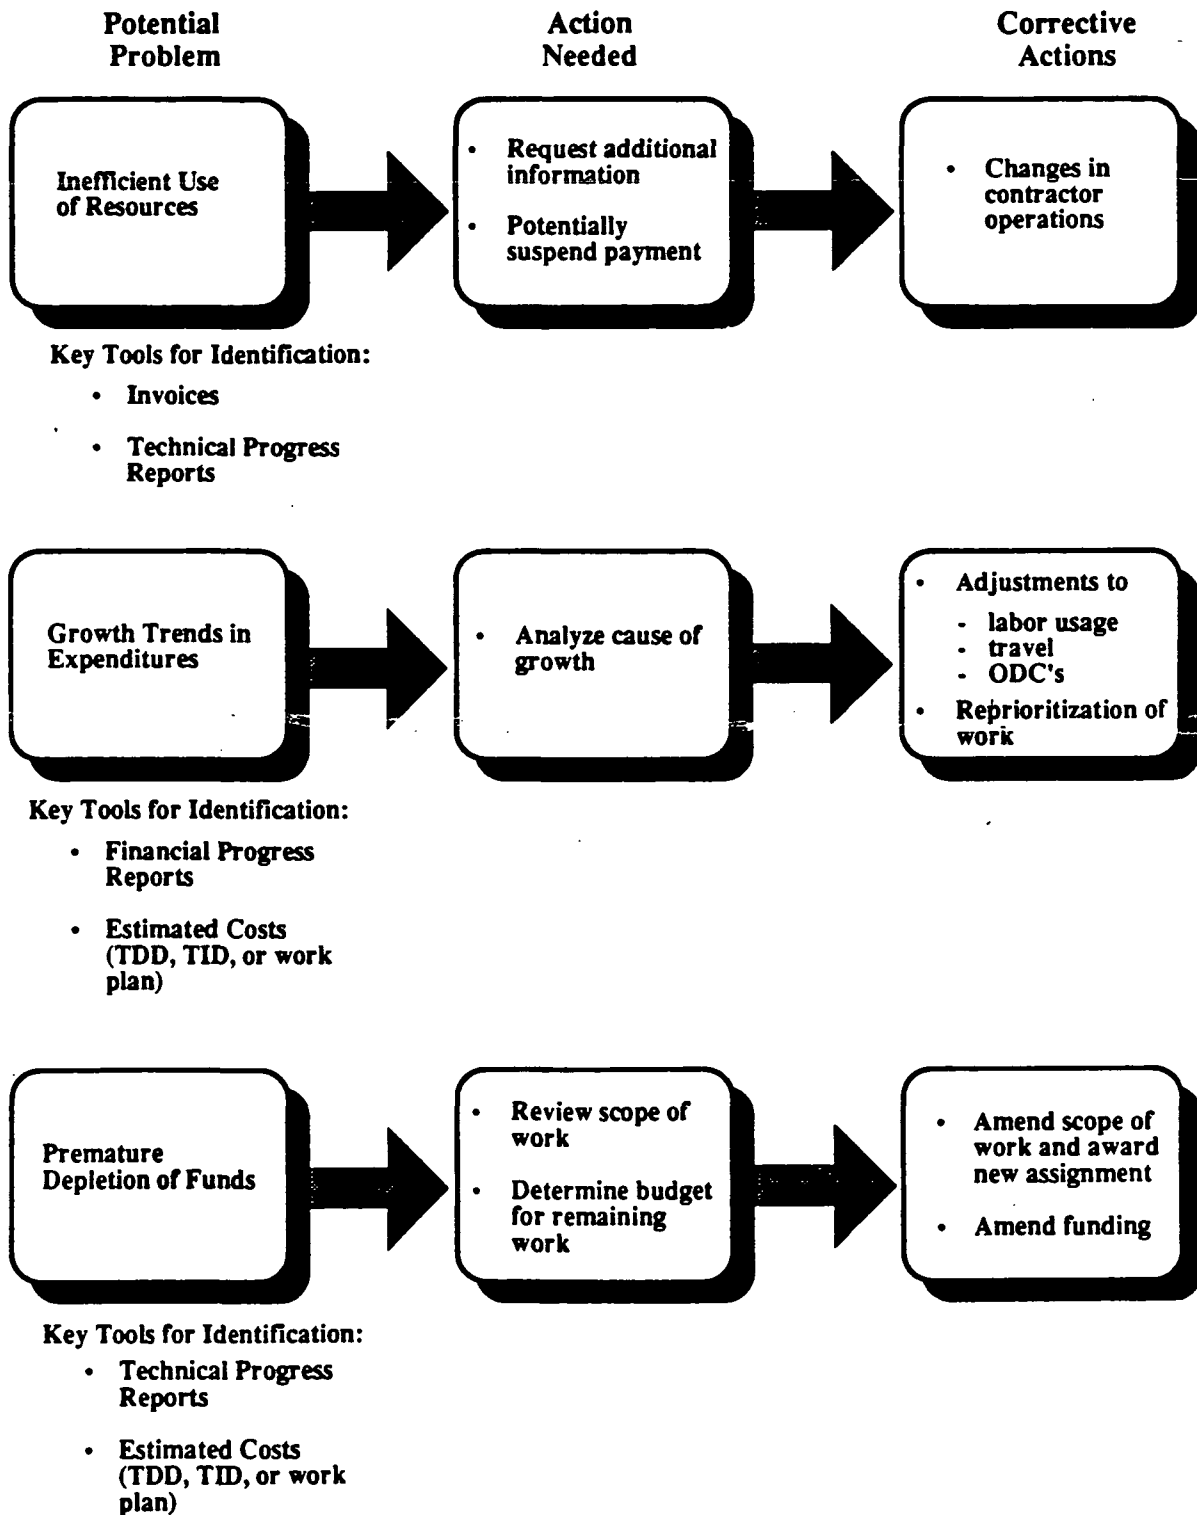 Potential
Problem
Action
Needed
Corrective
Actions
Inefficient Use
of Resources
• Request additional
information
• Potentially
suspend payment
• Changes in
contractor
operations
Key Tools for Identification:
• Invoices
• Technical Progress
Reports
Growth Trends in
Expenditures
• Analyze cause of
growth
• Adjustments to
- labor usage
- travel
- ODC's
• Reprioritization of
work
Key Tools for Identification:
• Financial Progress
Reports
• Estimated Costs
(TDD, TID, or work
plan)
Premature
Depletion of Funds
• Review scope of
work
• Determine budget
for remaining
work
• Amend scope of
work and award
new assignment
• Amend funding
Key Tools for Identification:
• Technical Progress
Reports
• Estimated Costs
(TDD, TID, or work
plan)